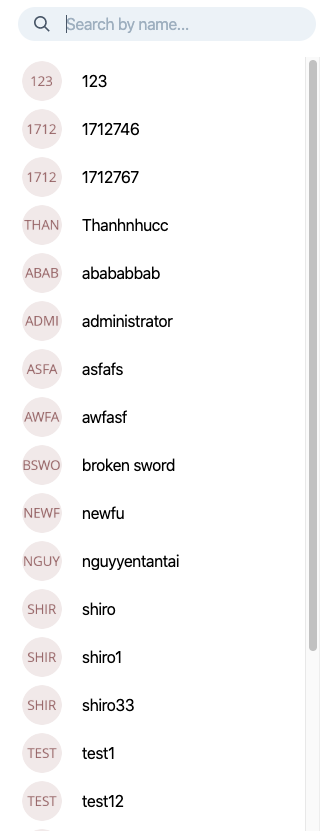 Search by name...
123
123
1712
1712746
1712
1712767
THAN
Thanhnhucc
ABAB
abababbab
ADMI
administrator
ASFA
asfafs
AWFA
awfasf
BSWO
broken sword
NEWF
newfu
NGUY
nguyyentantai
SHIR
shiro
SHIR
shiro1
SHIR
shiro33
TEST
test1
TEST
test12